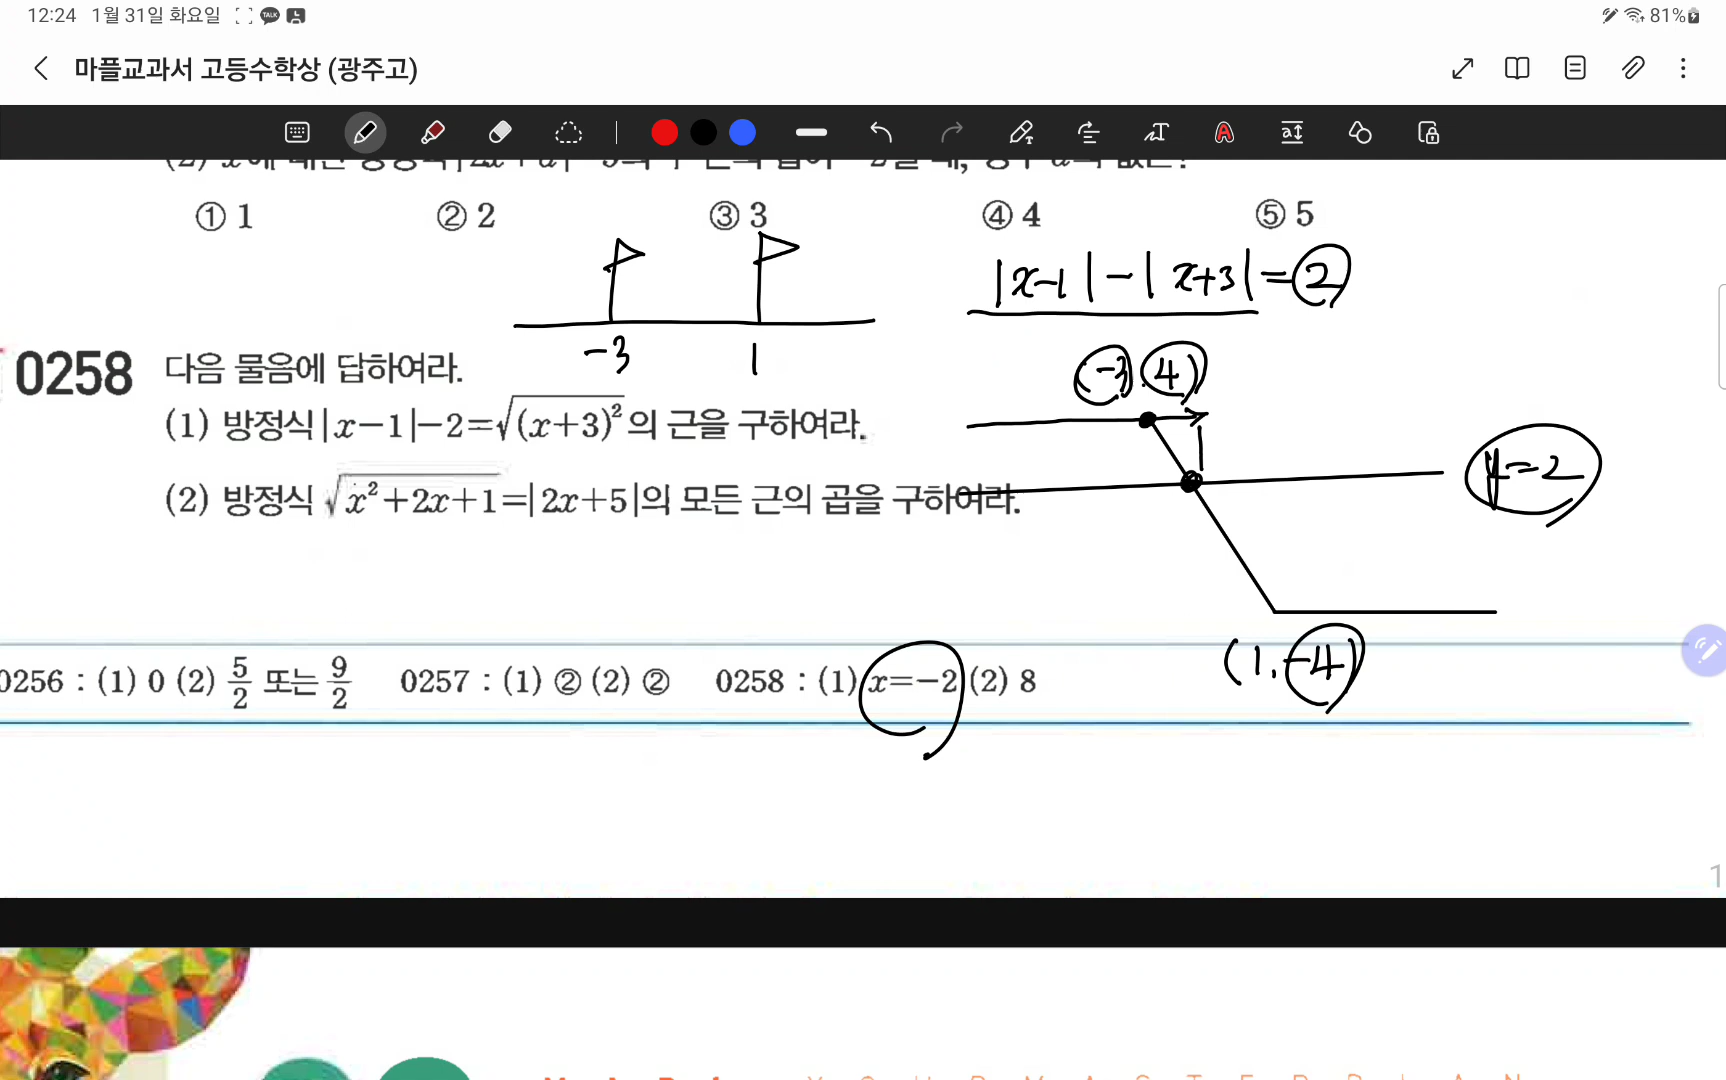 12:24 1월 31일 화요일 TALK 81%
마플교과서 고등수학상 (광주고)
① 1 ② 2 ③ 3 ④ 4 ⑤ 5
|x-1|-|x+3|=2
-3 1
(-3, 4)
0258 다음 물음에 답하여라.
(1) 방정식 |x-1|-2=√(x+3)² 의 근을 구하여라.
y=2
(2) 방정식 √x²+2x+1=|2x+5|의 모든 근의 곱을 구하여라.
(1, -4)
0256 : (1) 0 (2) 5/2 또는 9/2 0257 : (1) ② (2) ② 0258 : (1) x=-2 (2) 8
1